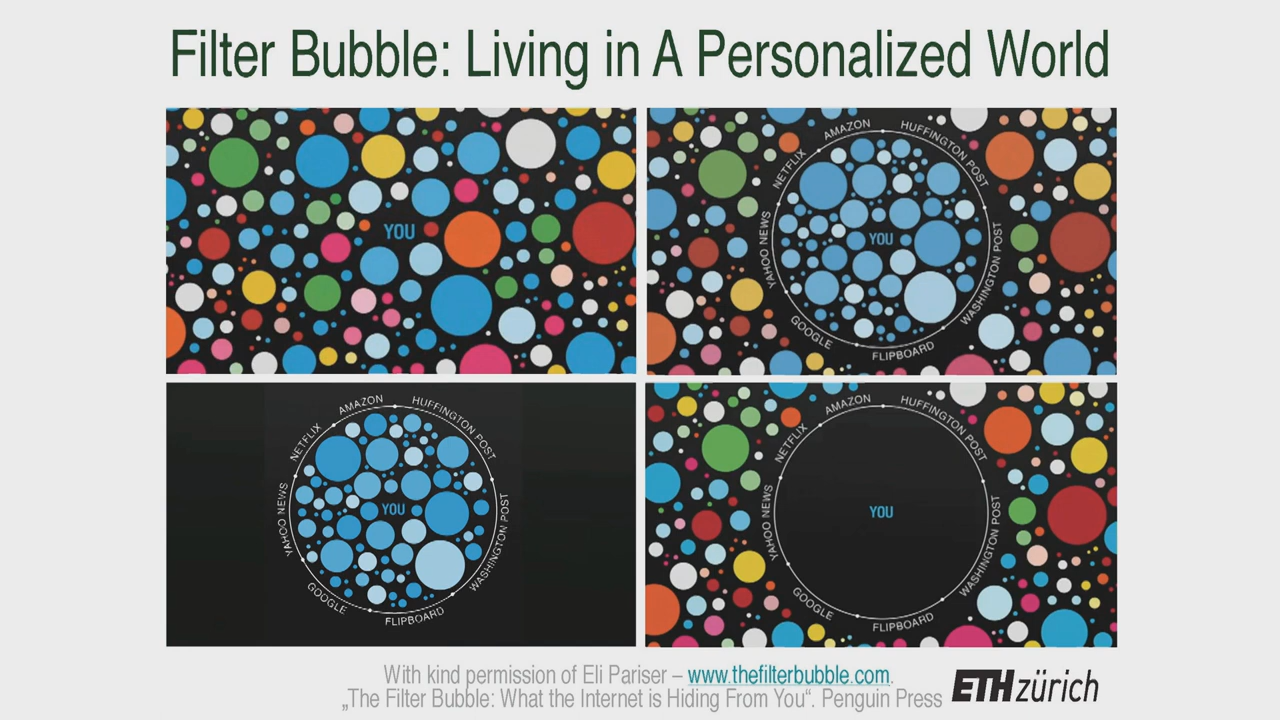 Filter Bubble: Living in A Personalized World
YOU
AMAZON
HUFFINGTON POST
NETFLIX
YAHOO NEWS
YOU
WASHINGTON POST
GOOGLE
FLIPBOARD
AMAZON
HUFFINGTON POST
NETFLIX
YAHOO NEWS
YOU
WASHINGTON POST
GOOGLE
FLIPBOARD
AMAZON
HUFFINGTON POST
NETFLIX
YAHOO NEWS
YOU
WASHINGTON POST
GOOGLE
FLIPBOARD
With kind permission of Eli Pariser – www.thefilterbubble.com.
„The Filter Bubble: What the Internet is Hiding From You“. Penguin Press
ETH zürich